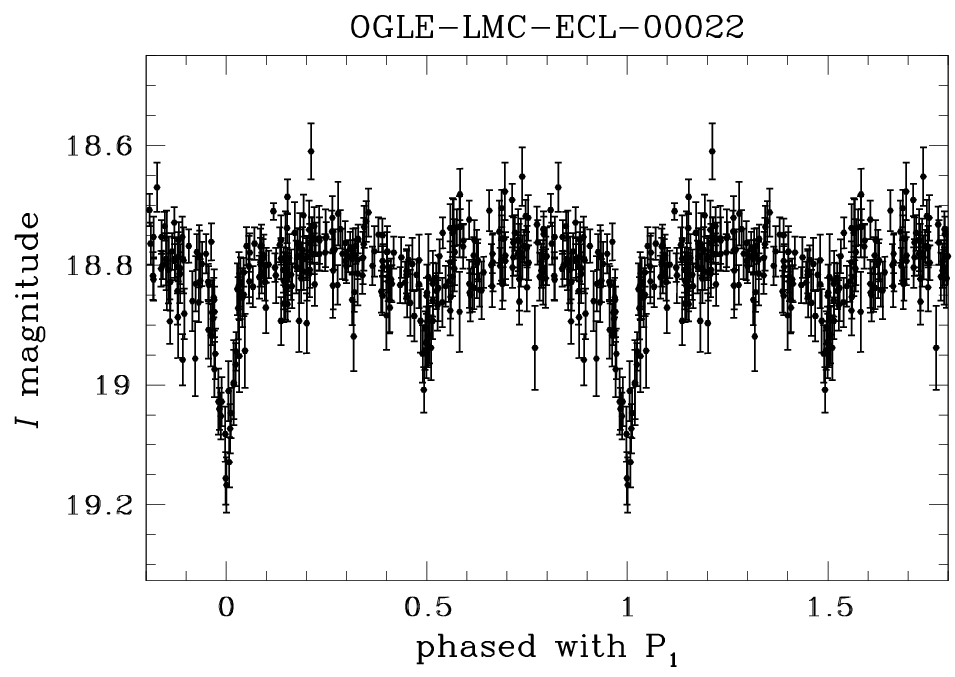 OGLE-LMC-ECL-00022
18.6
18.8
19
19.2
I magnitude
0 0.5 1 1.5
phased with P₁